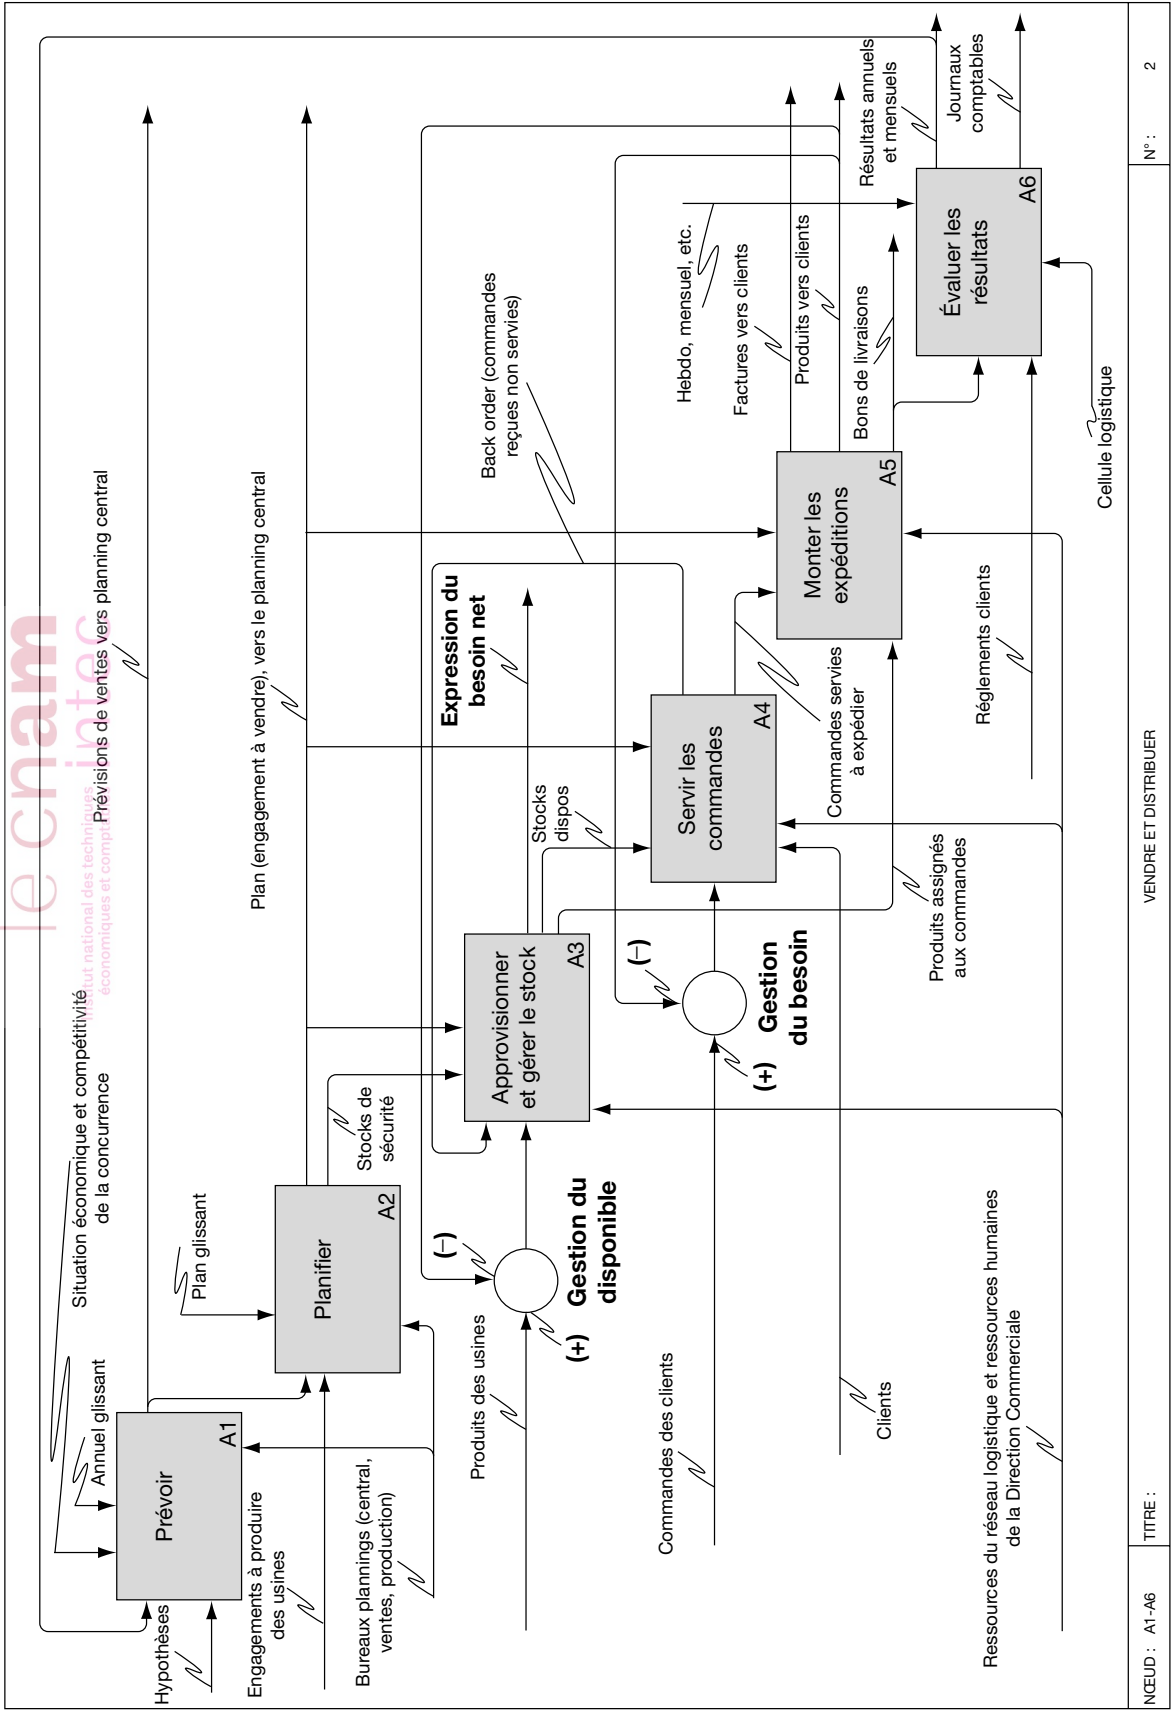 le cnam
intec
Institut national des techniques
économiques et comptables
Situation économique et compétitivité
de la concurrence
Prévisions de ventes vers planning central
Annuel glissant
Plan glissant
Plan (engagement à vendre), vers le planning central
Hypothèses
Prévoir
A1
Engagements à produire
des usines
Planifier
A2
Stocks de
sécurité
Bureaux plannings (central,
ventes, production)
(–)
Produits des usines
(+)
Gestion du
disponible
Approvisionner
et gérer le stock
A3
Expression du
besoin net
Stocks
dispos
Back order (commandes
reçues non servies)
(–)
Commandes des clients
(+)
Gestion
du besoin
Servir les
commandes
A4
Clients
Commandes servies
à expédier
Produits assignés
aux commandes
Monter les
expéditions
A5
Hebdo, mensuel, etc.
Factures vers clients
Produits vers clients
Bons de livraisons
Résultats annuels
et mensuels
Journaux
comptables
Évaluer les
résultats
A6
Réglements clients
Cellule logistique
Ressources du réseau logistique et ressources humaines
de la Direction Commerciale
NŒUD : A1-A6
TITRE :
VENDRE ET DISTRIBUER
N° : 2